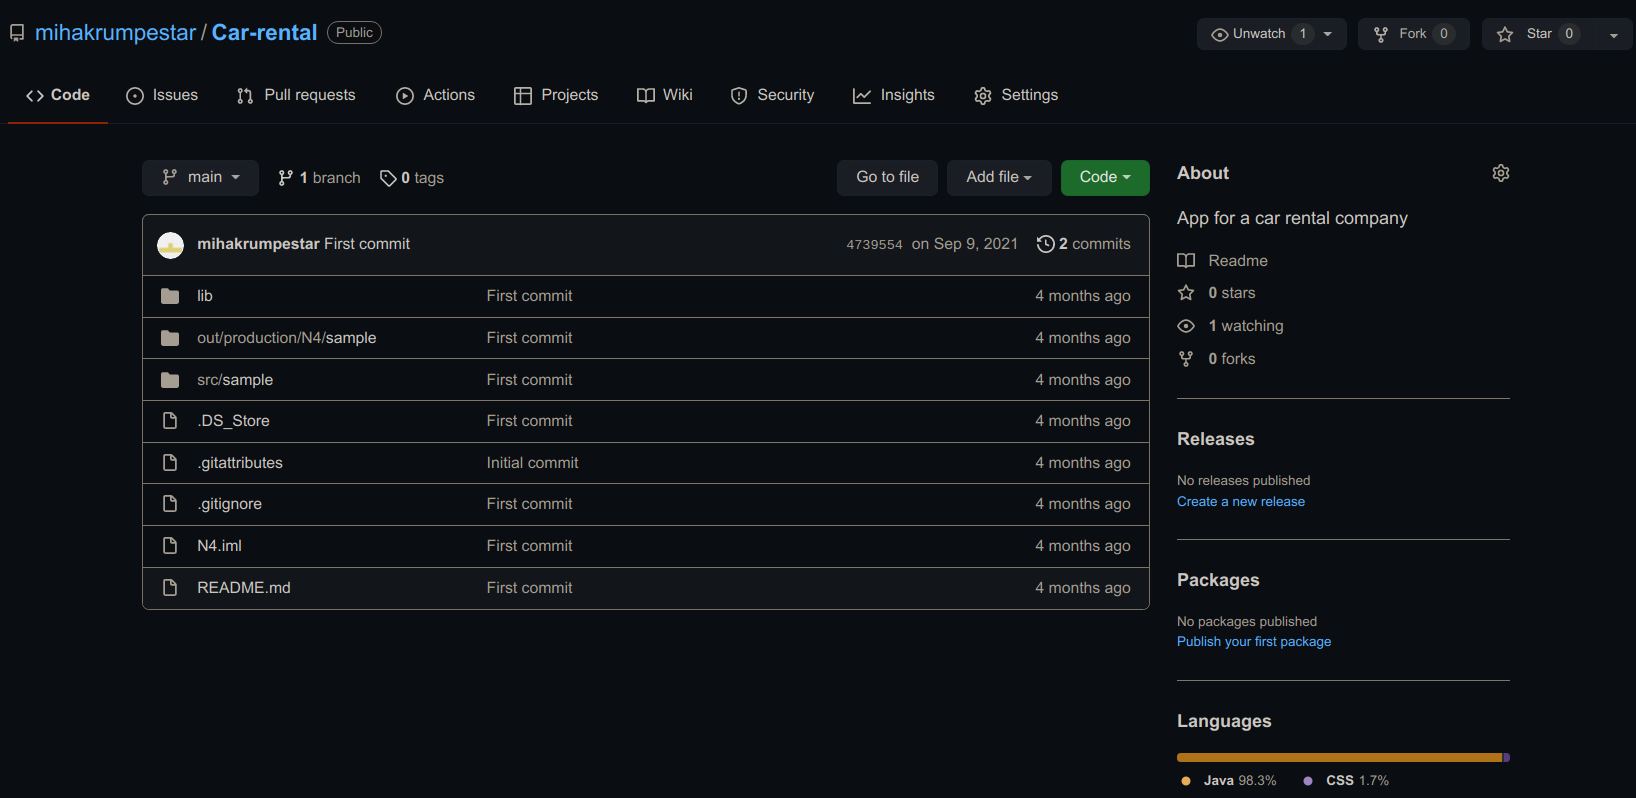 mihakrumpestar / Car-rental Public
Unwatch 1 Fork 0 Star 0
Code Issues Pull requests Actions Projects Wiki Security Insights Settings
main 1 branch 0 tags Go to file Add file Code
mihakrumpestar First commit 4739554 on Sep 9, 2021 2 commits
lib First commit 4 months ago
out/production/N4/sample First commit 4 months ago
src/sample First commit 4 months ago
.DS_Store First commit 4 months ago
.gitattributes Initial commit 4 months ago
.gitignore First commit 4 months ago
N4.iml First commit 4 months ago
README.md First commit 4 months ago
About
App for a car rental company
Readme
0 stars
1 watching
0 forks
Releases
No releases published
Create a new release
Packages
No packages published
Publish your first package
Languages
Java 98.3% CSS 1.7%